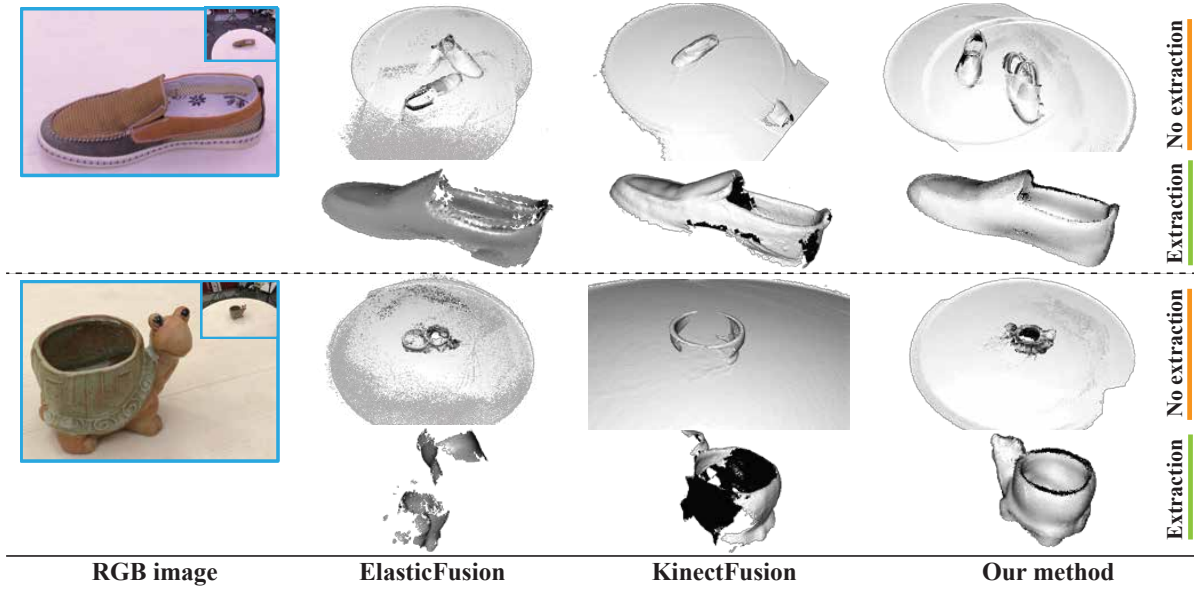 No extraction
Extraction
No extraction
Extraction
RGB image
ElasticFusion
KinectFusion
Our method